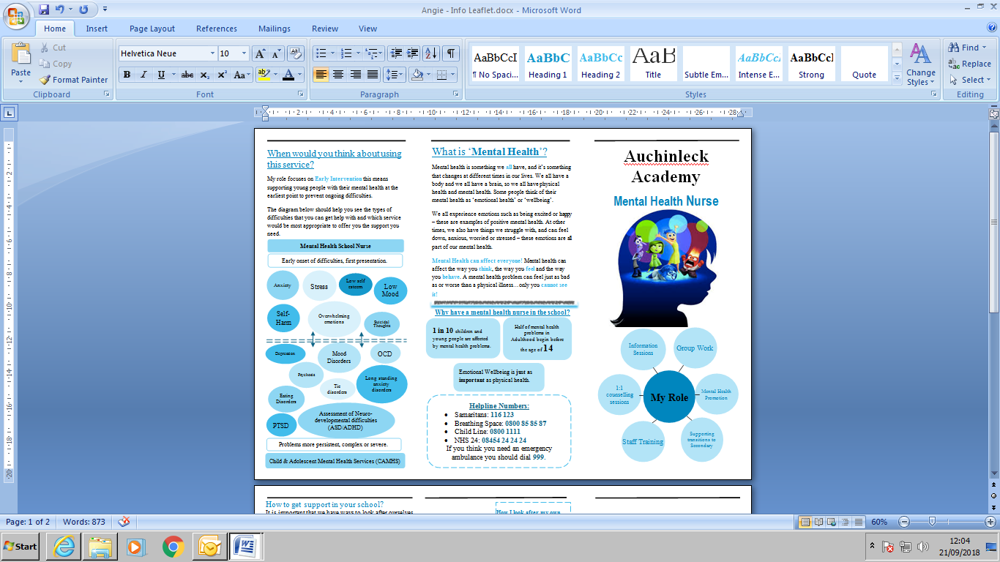 Angie - Info Leaflet.docx - Microsoft Word
Home
Insert
Page Layout
References
Mailings
Review
View
Paste
Cut
Copy
Format Painter
Clipboard
Helvetica Neue
10
Font
Paragraph
AaBbCcI
¶ No Spaci...
AaBbC
Heading 1
AaBbCc
Heading 2
AaB
Title
Subtle Em...
AaBbCcI
Intense E...
AaBbCcI
Strong
Quote
Change
Styles
Styles
Find
Replace
Select
Editing
2 4 6 8 10 12 14 16 18 20 22 24 26 28
When would you think about using
this service?
My role focuses on Early Intervention this means
supporting young people with their mental health at the
earliest point to prevent ongoing difficulties.
The diagram below should help you see the types of
difficulties that you can get help with and which service
would be most appropriate to offer you the support you
need.
Mental Health School Nurse
Early onset of difficulties, first presentation.
Anxiety
Stress
Low self
esteem
Low
Mood
Self-
Harm
Overwhelming
emotions
Suicidal
Thoughts
Depression
Mood
Disorders
OCD
Psychosis
Tic
disorders
Long standing
anxiety
disorders
Eating
Disorders
PTSD
Assessment of Neuro-
developmental difficulties
(ASD/ADHD)
Problems more persistent, complex or severe.
Child & Adolescent Mental Health Services (CAMHS)
What is ‘Mental Health’?
Mental health is something we all have, and it’s something
that changes at different times in our lives. We all have a
body and we all have a brain, so we all have physical
health and mental health. Some people think of their
mental health as ‘emotional health’ or ‘wellbeing’.
We all experience emotions such as being excited or happy
– these are examples of positive mental health. At other
times, we also have things we struggle with, and can feel
down, anxious, worried or stressed – these emotions are all
part of our mental health.
Mental Health can affect everyone! Mental health can
affect the way you think, the way you feel and the way
you behave. A mental health problem can feel just as bad
as or worse than a physical illness…only you cannot see
it!
Why have a mental health nurse in the school?
1 in 10 children and
young people are affected
by mental health problems.
Half of mental health
problems in
Adulthood begin before
the age of 14
Emotional Wellbeing is just as
important as physical health.
Helpline Numbers:
• Samaritans: 116 123
• Breathing Space: 0800 85 85 87
• Child Line: 0800 1111
• NHS 24: 08454 24 24 24
If you think you need an emergency
ambulance you should dial 999.
Auchinleck
Academy
Mental Health Nurse
Information
Sessions
Group Work
1:1
counselling
sessions
My Role
Mental Health
Promotion
Staff Training
Supporting
transitions to
Secondary
How to get support in your school?
It is important that we have ways to look after ourselves
How I look after my own
Page: 1 of 2
Words: 873
60%
Start
12:04
21/09/2018